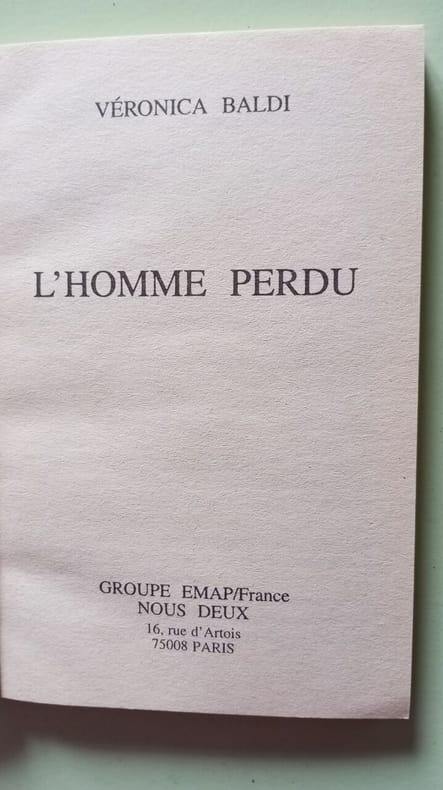 VÉRONICA BALDI
L'HOMME PERDU
GROUPE EMAP/France
NOUS DEUX
16, rue d'Artois
75008 PARIS